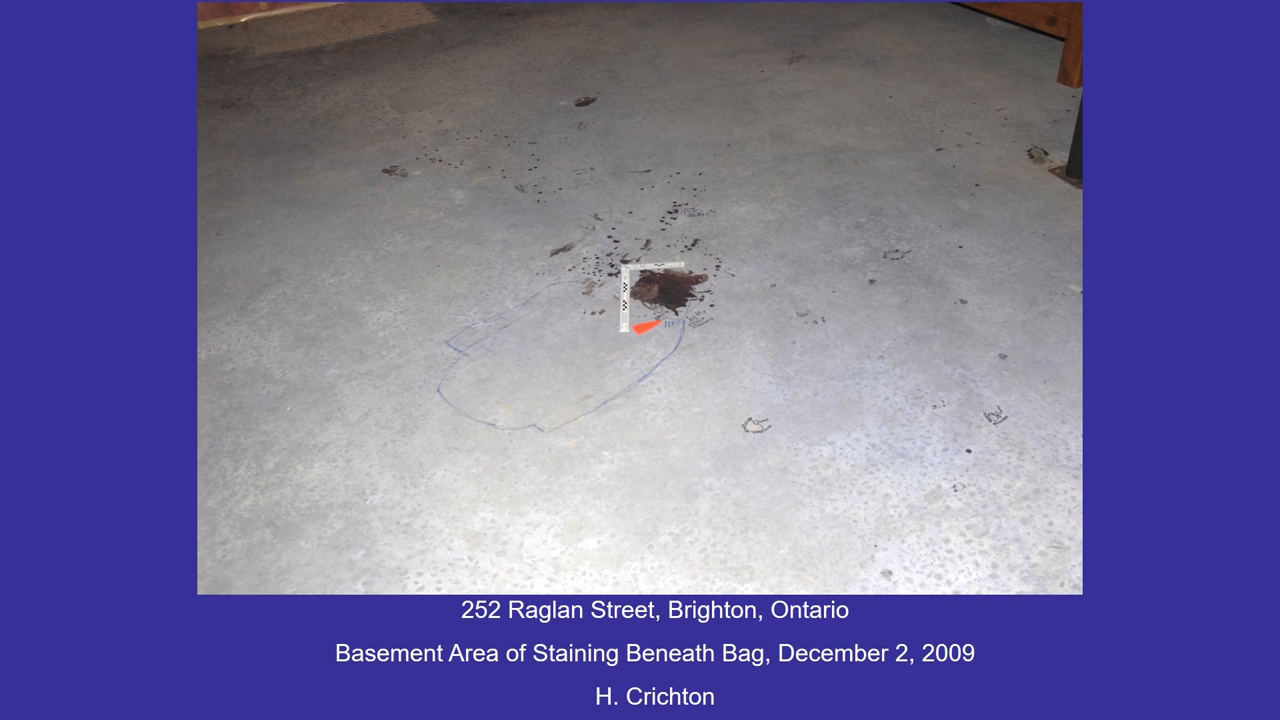 252 Raglan Street, Brighton, Ontario
Basement Area of Staining Beneath Bag, December 2, 2009
H. Crichton